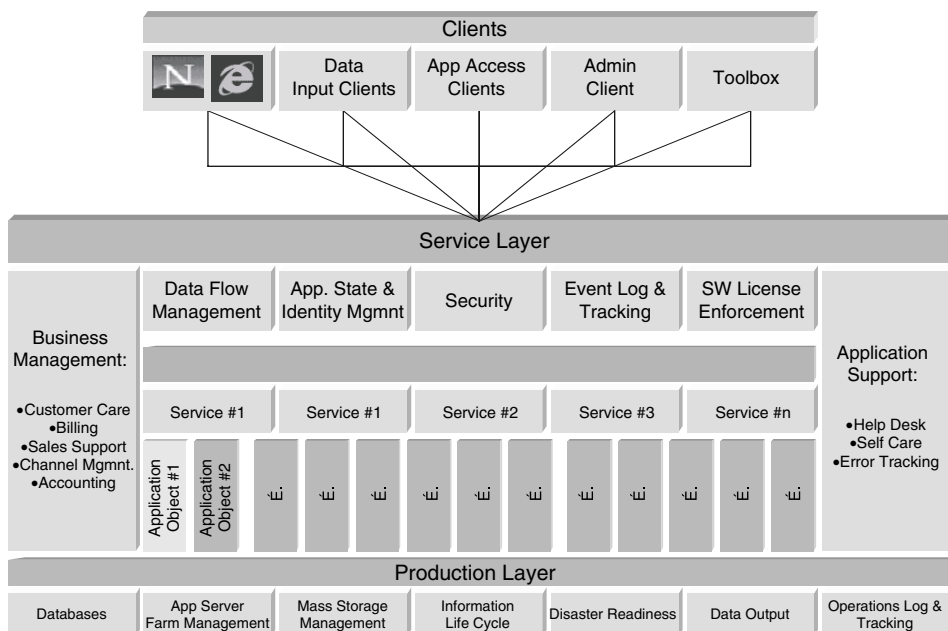 Clients
N
e
Data
Input Clients
App Access
Clients
Admin
Client
Toolbox
Service Layer
Business
Management:
•Customer Care
•Billing
•Sales Support
•Channel Mgmnt.
•Accounting
Data Flow
Management
App. State &
Identity Mgmnt
Security
Event Log &
Tracking
SW License
Enforcement
Service #1
Service #1
Service #2
Service #3
Service #n
Application
Object #1
Application
Object #2
É.
É.
É.
É.
É.
É.
É.
É.
É.
É.
É.
Application
Support:
•Help Desk
•Self Care
•Error Tracking
Production Layer
Databases
App Server
Farm Management
Mass Storage
Management
Information
Life Cycle
Disaster Readiness
Data Output
Operations Log &
Tracking